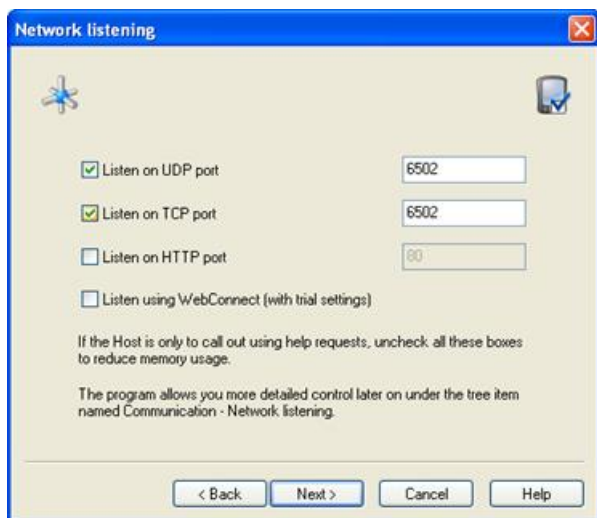 Network listening
Listen on UDP port 6502
Listen on TCP port 6502
Listen on HTTP port 80
Listen using WebConnect (with trial settings)
If the Host is only to call out using help requests, uncheck all these boxes
to reduce memory usage.
The program allows you more detailed control later on under the tree item
named Communication - Network listening.
< Back Next > Cancel Help